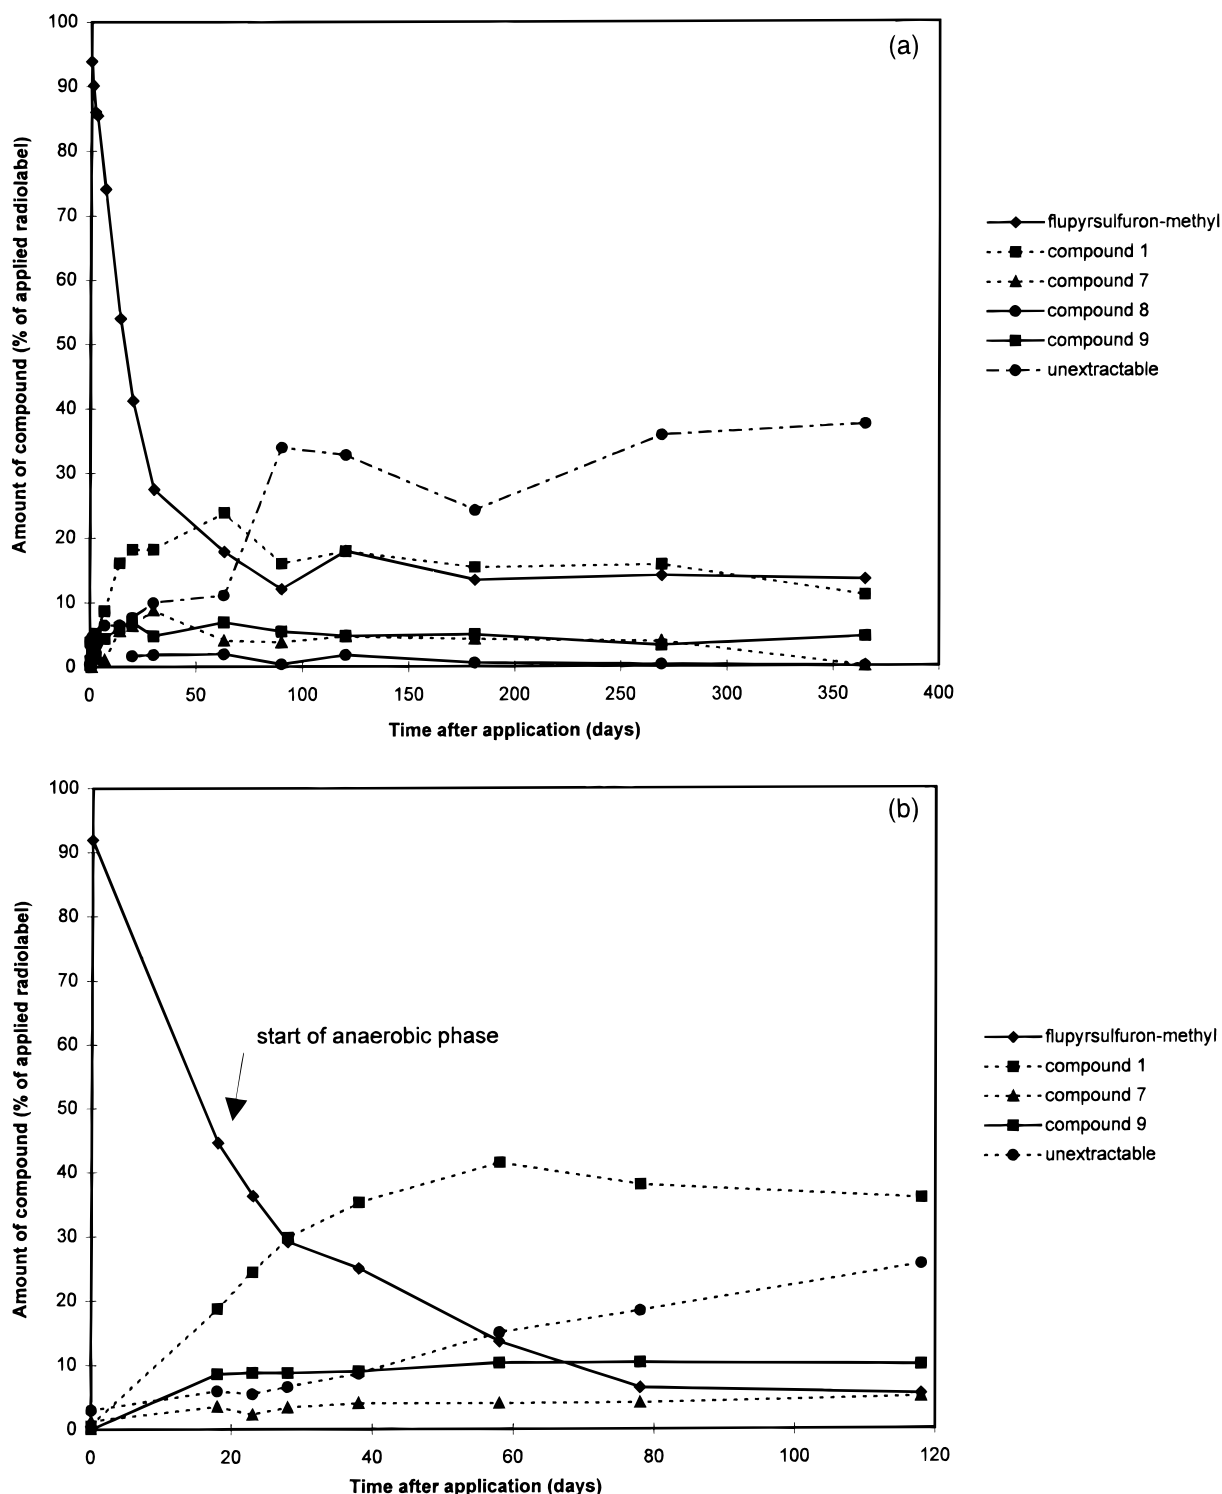 (a)
Amount of compound (% of applied radiolabel)
100
90
80
70
60
50
40
30
20
10
0
0 50 100 150 200 250 300 350 400
Time after application (days)
flupyrsulfuron-methyl
compound 1
compound 7
compound 8
compound 9
unextractable
(b)
Amount of compound (% of applied radiolabel)
100
90
80
70
60
50
40
30
20
10
0
start of anaerobic phase
0 20 40 60 80 100 120
Time after application (days)
flupyrsulfuron-methyl
compound 1
compound 7
compound 9
unextractable